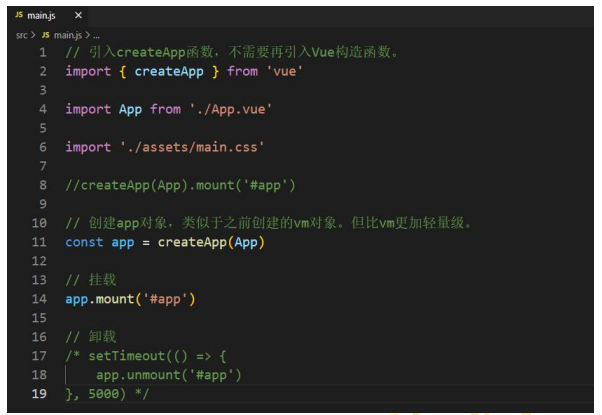 JS main.js ×
src > JS main.js > ...
1 // 引入createApp函数，不需要再引入Vue构造函数。
2 import { createApp } from 'vue'
3
4 import App from './App.vue'
5
6 import './assets/main.css'
7
8 //createApp(App).mount('#app')
9
10 // 创建app对象，类似于之前创建的vm对象。但比vm更加轻量级。
11 const app = createApp(App)
12
13 // 挂载
14 app.mount('#app')
15
16 // 卸载
17 /* setTimeout(() => {
18     app.unmount('#app')
19 }, 5000) */